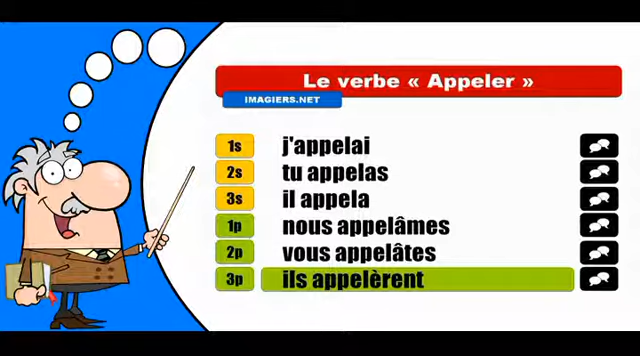 Le verbe « Appeler »
IMAGIERS.NET
1s j'appelai
2s tu appelas
3s il appela
1p nous appelâmes
2p vous appelâtes
3p ils appelèrent